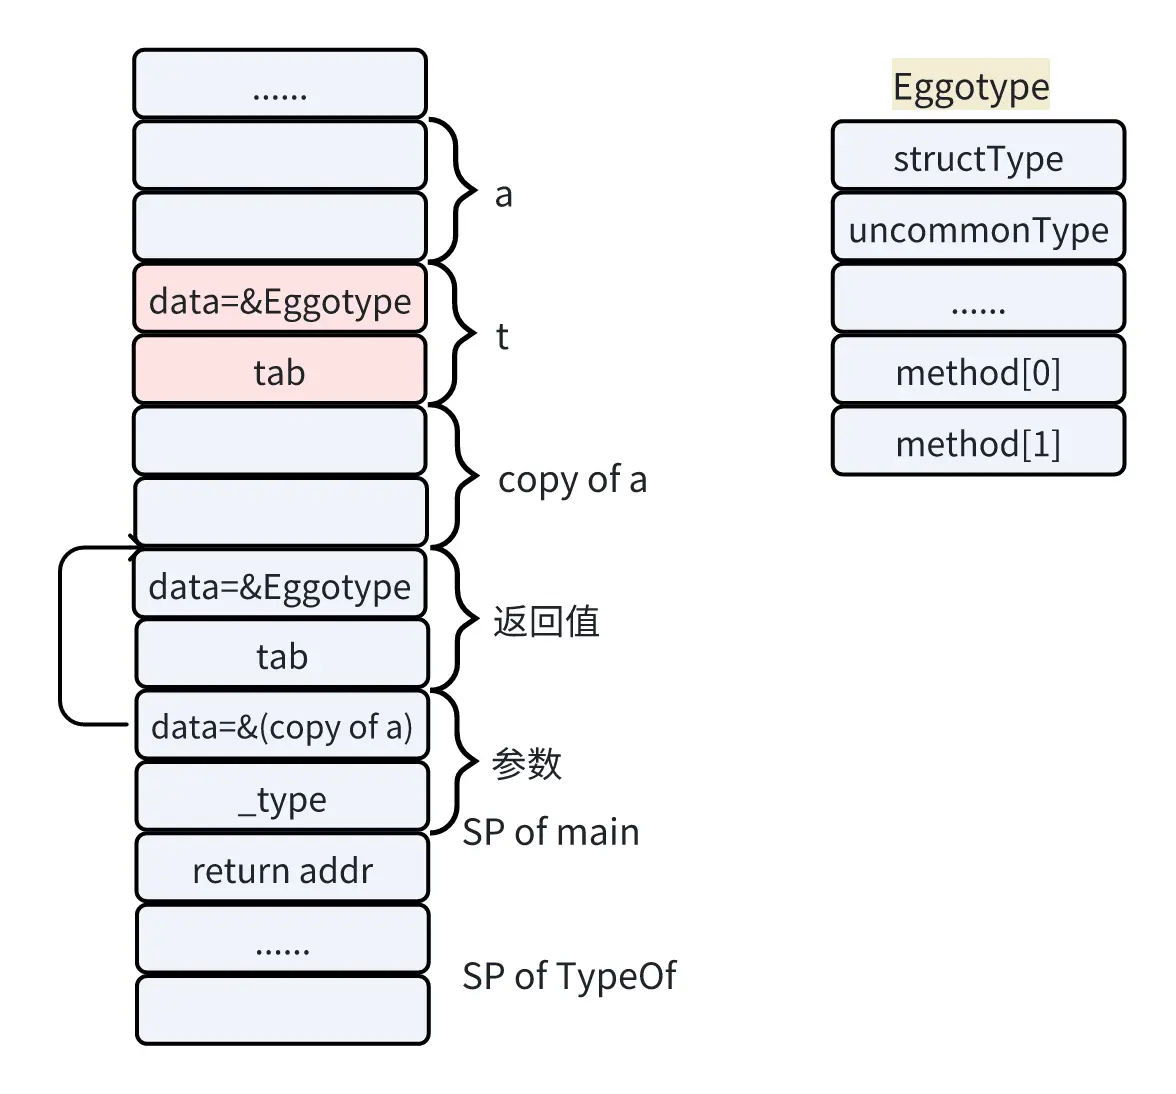 ......
a
data=&Eggotype
t
tab
copy of a
data=&Eggotype
返回值
tab
data=&(copy of a)
参数
_type
SP of main
return addr
......
SP of TypeOf
Eggotype
structType
uncommonType
......
method[0]
method[1]